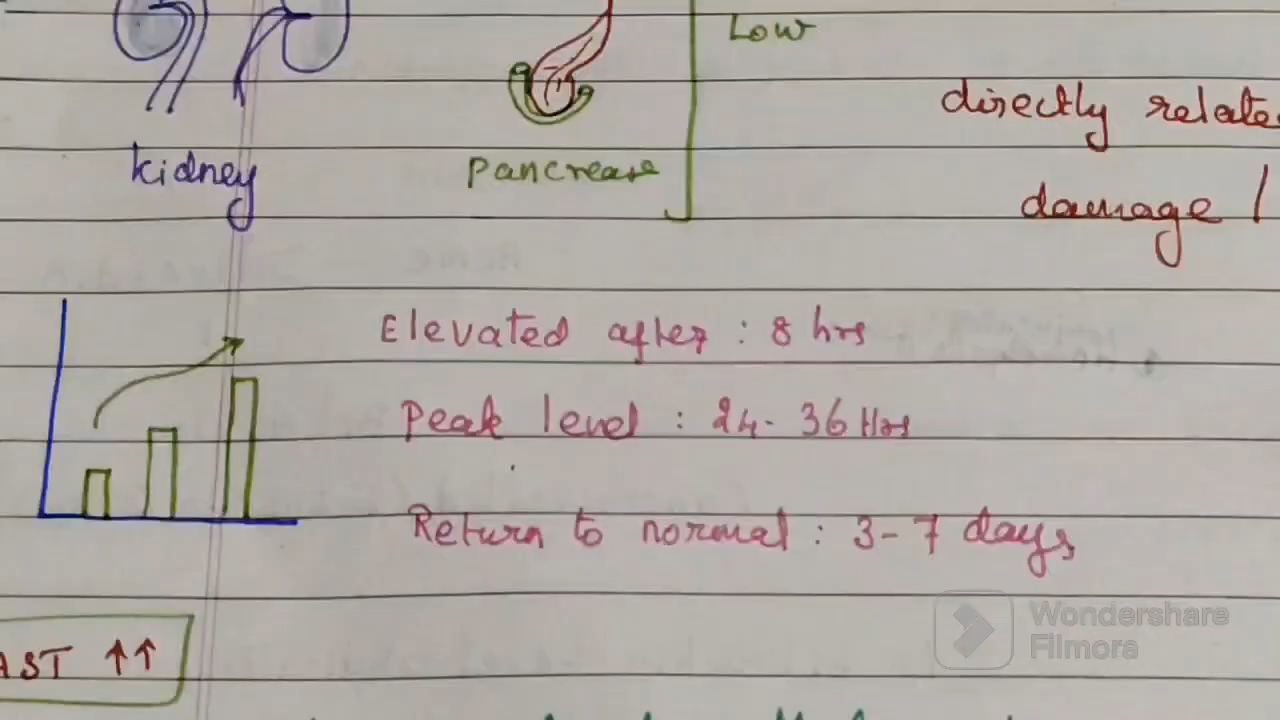 Low
directly relate
kidney
Pancrease
damage
Elevated after : 8 hrs
Peak level : 24- 36 Hrs
Return to normal : 3-7 days
Wondershare
Filmora
AST ↑↑